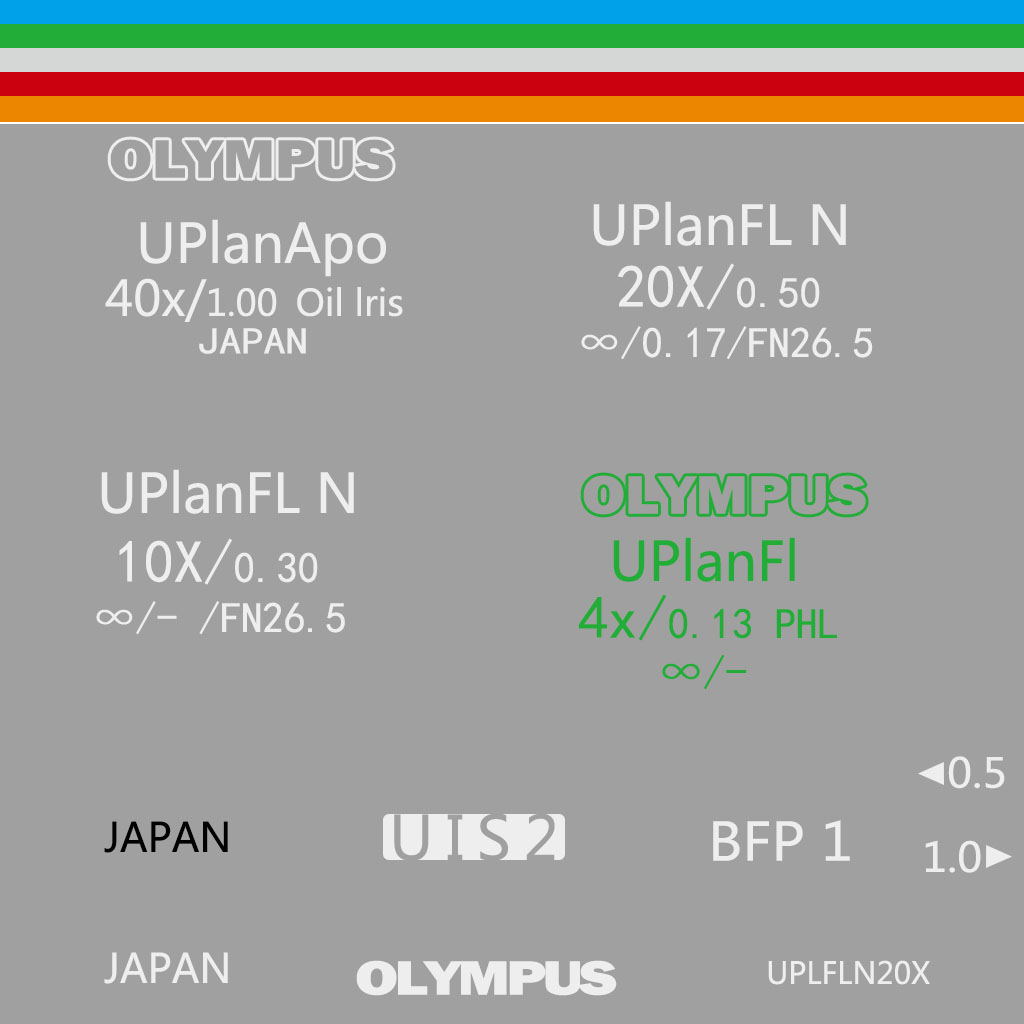 OLYMPUS
UPlanApo
40x/1.00 Oil lris
JAPAN
UPlanFL N
20X/0.50
∞/0.17/FN26.5
UPlanFL N
10X/0.30
∞/- /FN26.5
OLYMPUS
UPlanFl
4x/0.13 PHL
∞/-
◀0.5
JAPAN
UIS2
BFP 1
1.0▶
JAPAN
OLYMPUS
UPLFLN20X